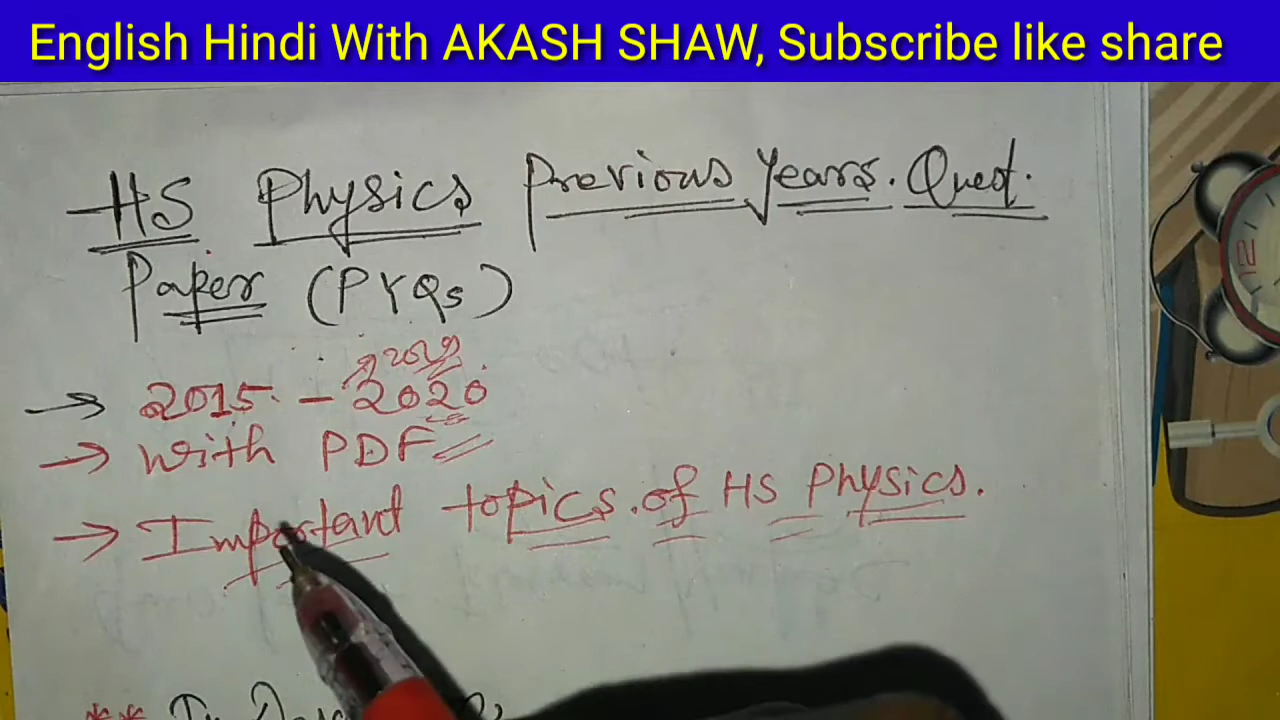 English Hindi With AKASH SHAW, Subscribe like share
HS Physics Previous Years. Quest.
Paper (PYQs)
→ 2015 - 2020
→ With PDF
→ Important topics of HS Physics.